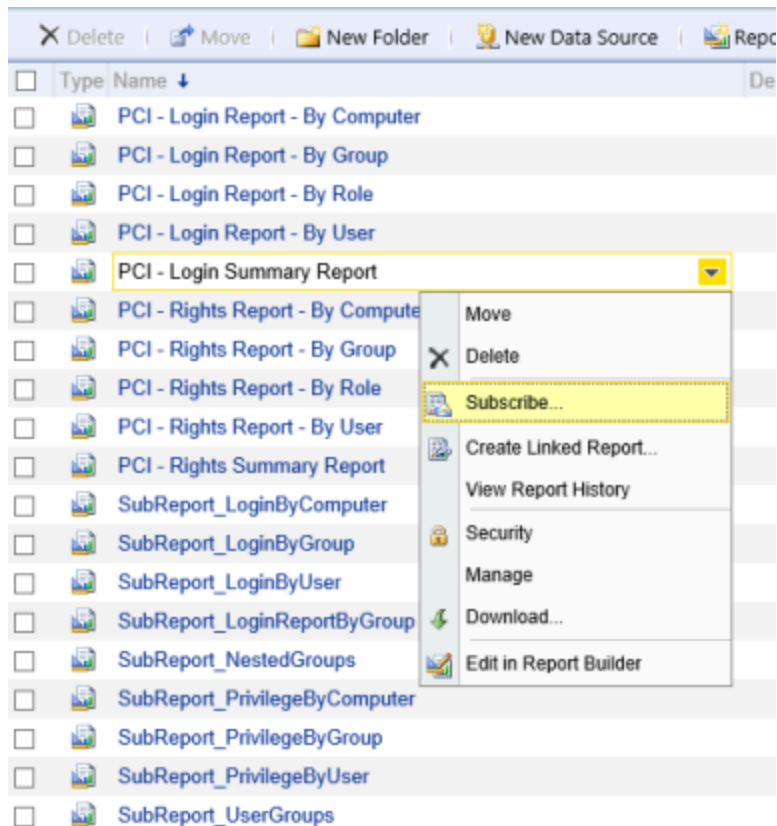 Delete Move New Folder New Data Source Repo
Type Name De
PCI - Login Report - By Computer
PCI - Login Report - By Group
PCI - Login Report - By Role
PCI - Login Report - By User
PCI - Login Summary Report
PCI - Rights Report - By Compute
PCI - Rights Report - By Group
PCI - Rights Report - By Role
PCI - Rights Report - By User
PCI - Rights Summary Report
SubReport_LoginByComputer
SubReport_LoginByGroup
SubReport_LoginByUser
SubReport_LoginReportByGroup
SubReport_NestedGroups
SubReport_PrivilegeByComputer
SubReport_PrivilegeByGroup
SubReport_PrivilegeByUser
SubReport_UserGroups
Move
Delete
Subscribe...
Create Linked Report...
View Report History
Security
Manage
Download...
Edit in Report Builder